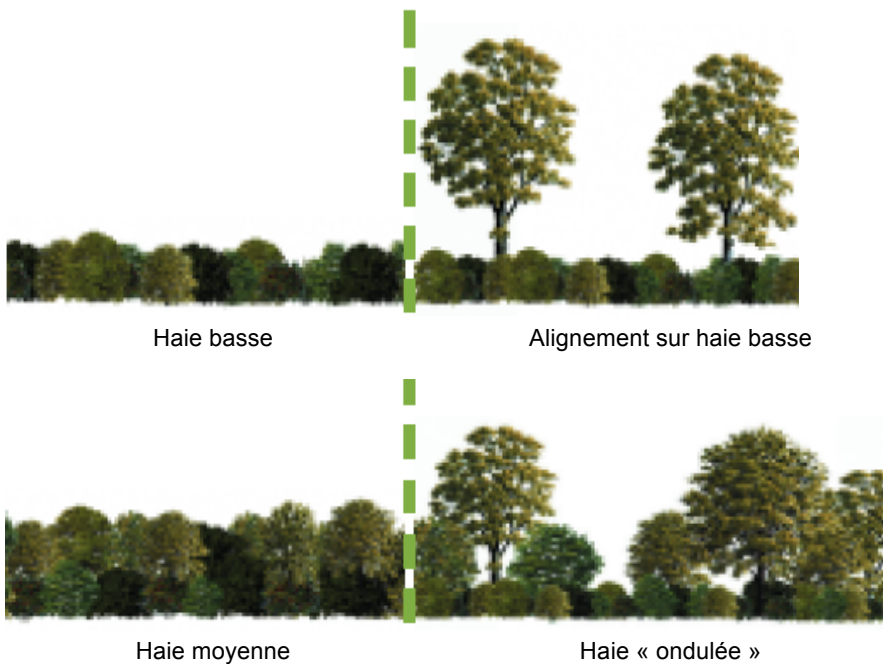 Haie basse
Alignement sur haie basse
Haie moyenne
Haie « ondulée »